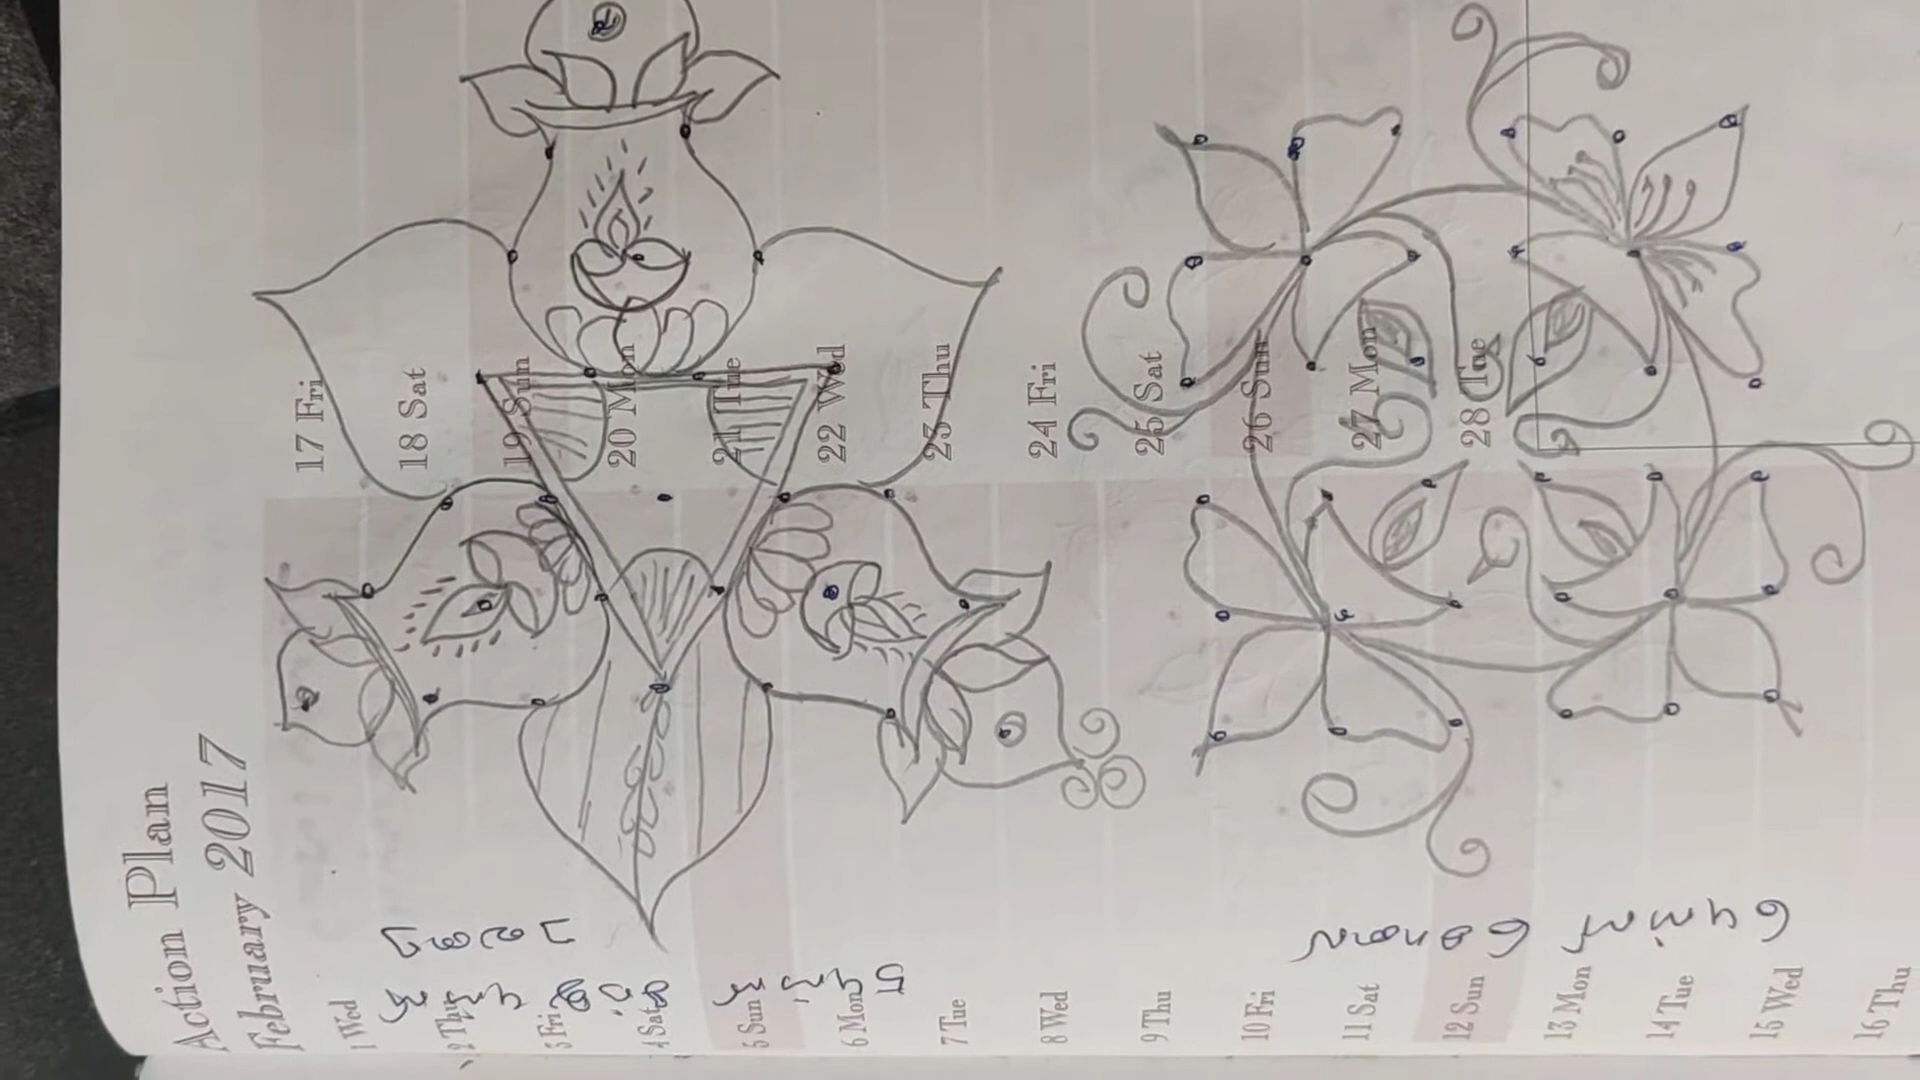 Action Plan
February 2017
1 Wed
2 Thu
3 Fri
4 Sat
5 Sun
6 Mon
7 Tue
8 Wed
9 Thu
10 Fri
11 Sat
12 Sun
13 Mon
14 Tue
15 Wed
16 Thu
17 Fri
18 Sat
19 Sun
20 Mon
21 Tue
22 Wed
23 Thu
24 Fri
25 Sat
26 Sun
27 Mon
28 Tue